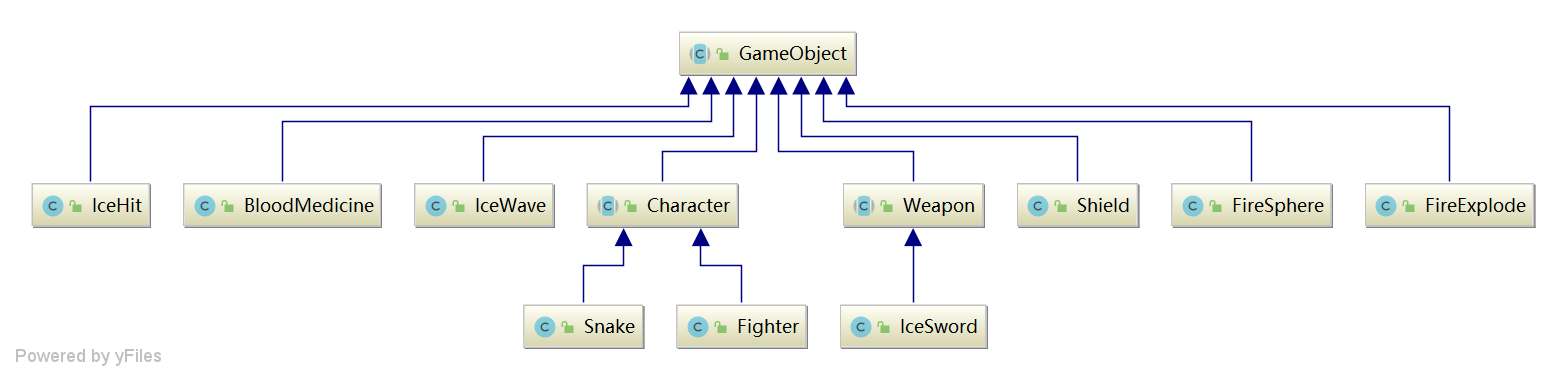 GameObject
IceHit
BloodMedicine
IceWave
Character
Weapon
Shield
FireSphere
FireExplode
Snake
Fighter
IceSword
Powered by yFiles